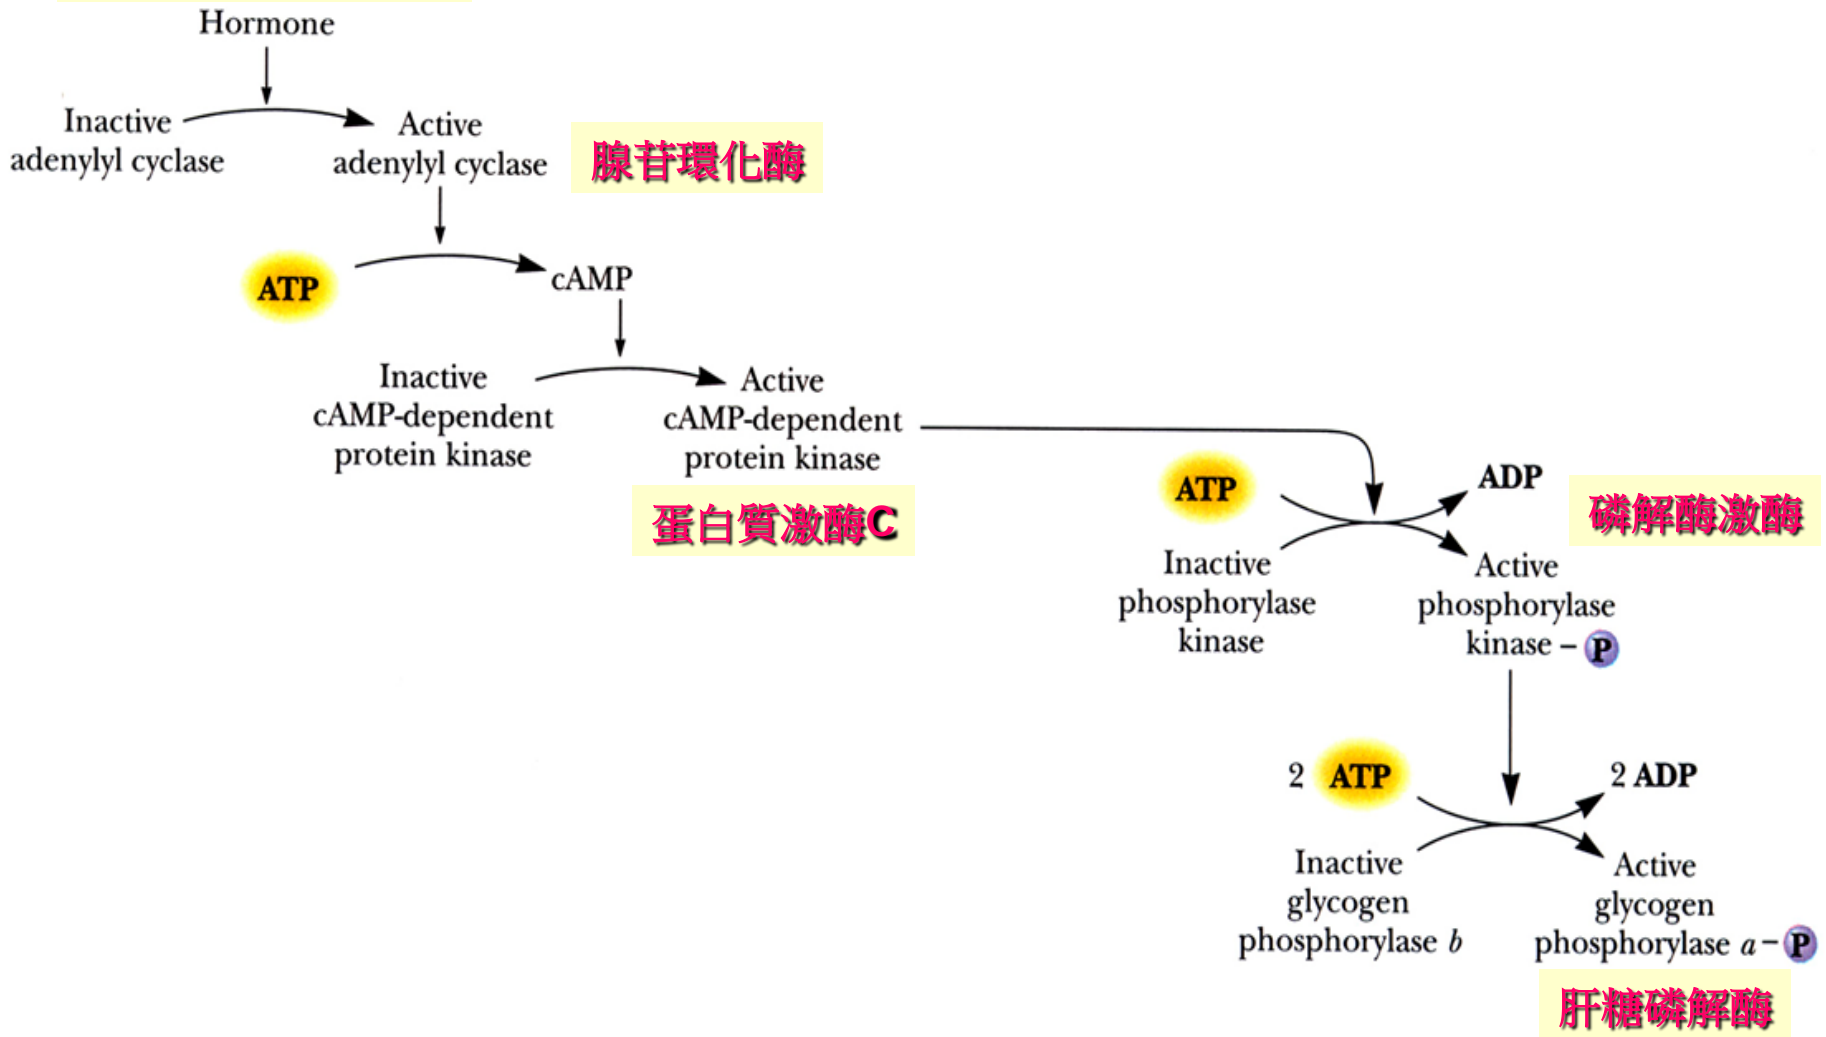 Hormone
Inactive
adenylyl cyclase
Active
adenylyl cyclase
腺苷環化酶
ATP
cAMP
Inactive
cAMP-dependent
protein kinase
Active
cAMP-dependent
protein kinase
蛋白質激酶C
ATP
ADP
磷解酶激酶
Inactive
phosphorylase
kinase
Active
phosphorylase
kinase – P
2 ATP
2 ADP
Inactive
glycogen
phosphorylase b
Active
glycogen
phosphorylase a – P
肝糖磷解酶